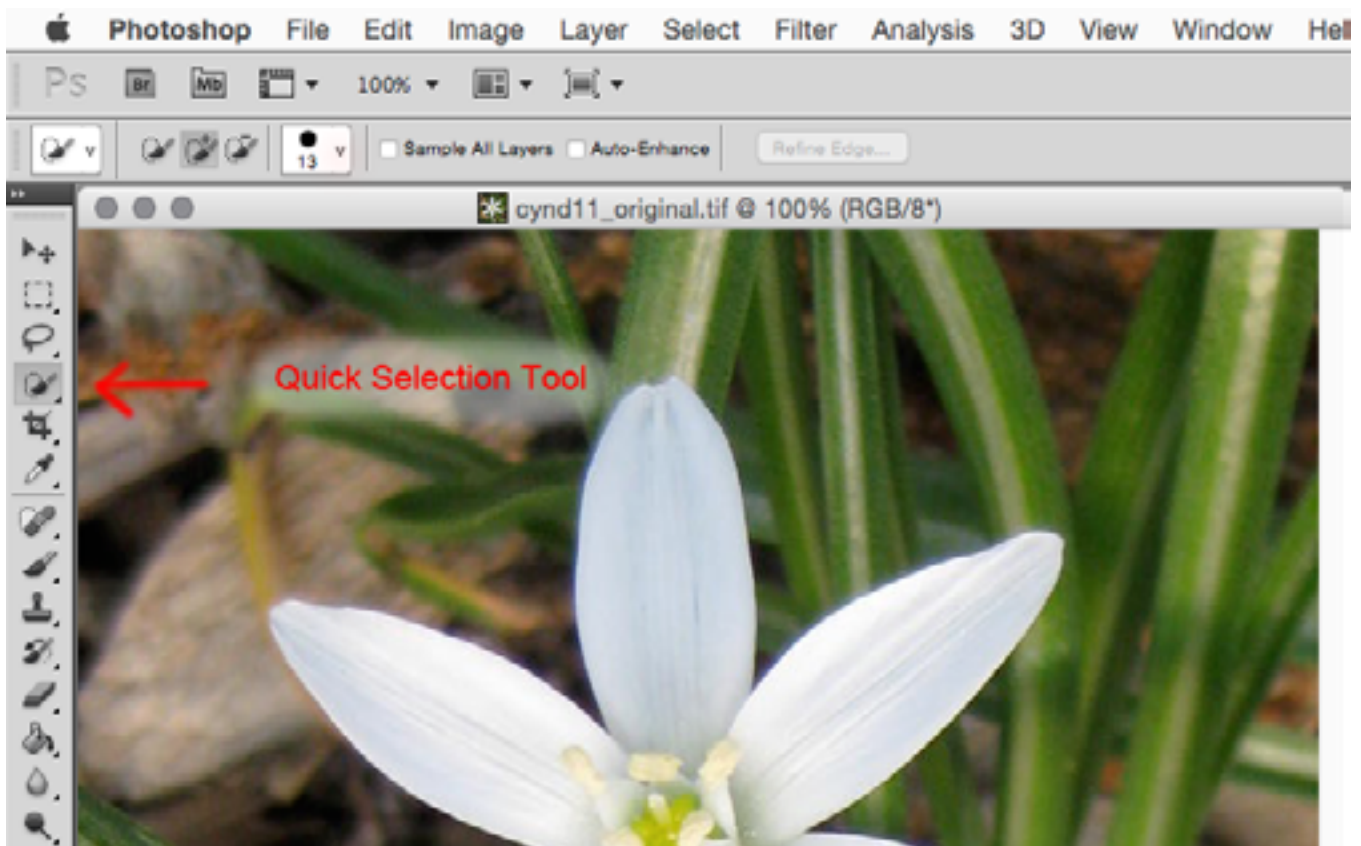 Photoshop File Edit Image Layer Select Filter Analysis 3D View Window Hel
Ps Br Mb 100%
13 Sample All Layers Auto-Enhance Refine Edge...
cynd11_original.tif @ 100% (RGB/8*)
Quick Selection Tool